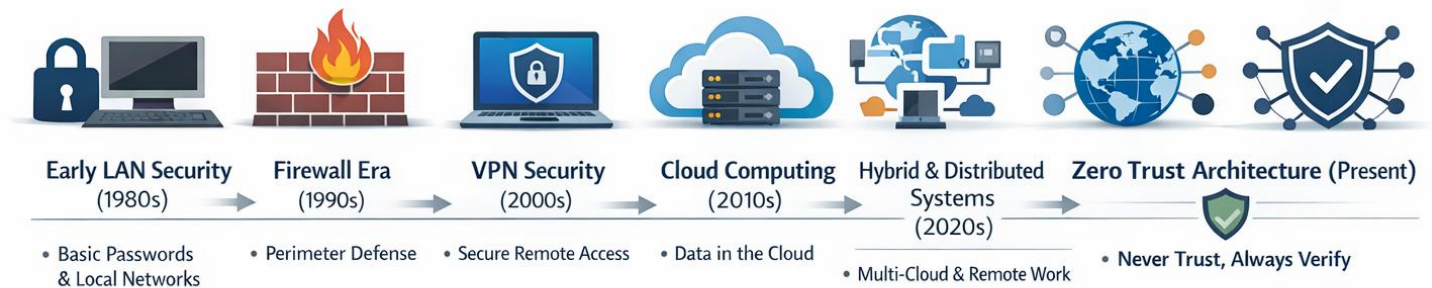 Early LAN Security
(1980s)
• Basic Passwords
& Local Networks
Firewall Era
(1990s)
• Perimeter Defense
VPN Security
(2000s)
• Secure Remote Access
Cloud Computing
(2010s)
• Data in the Cloud
Hybrid & Distributed
Systems
(2020s)
• Multi-Cloud & Remote Work
Zero Trust Architecture (Present)
• Never Trust, Always Verify